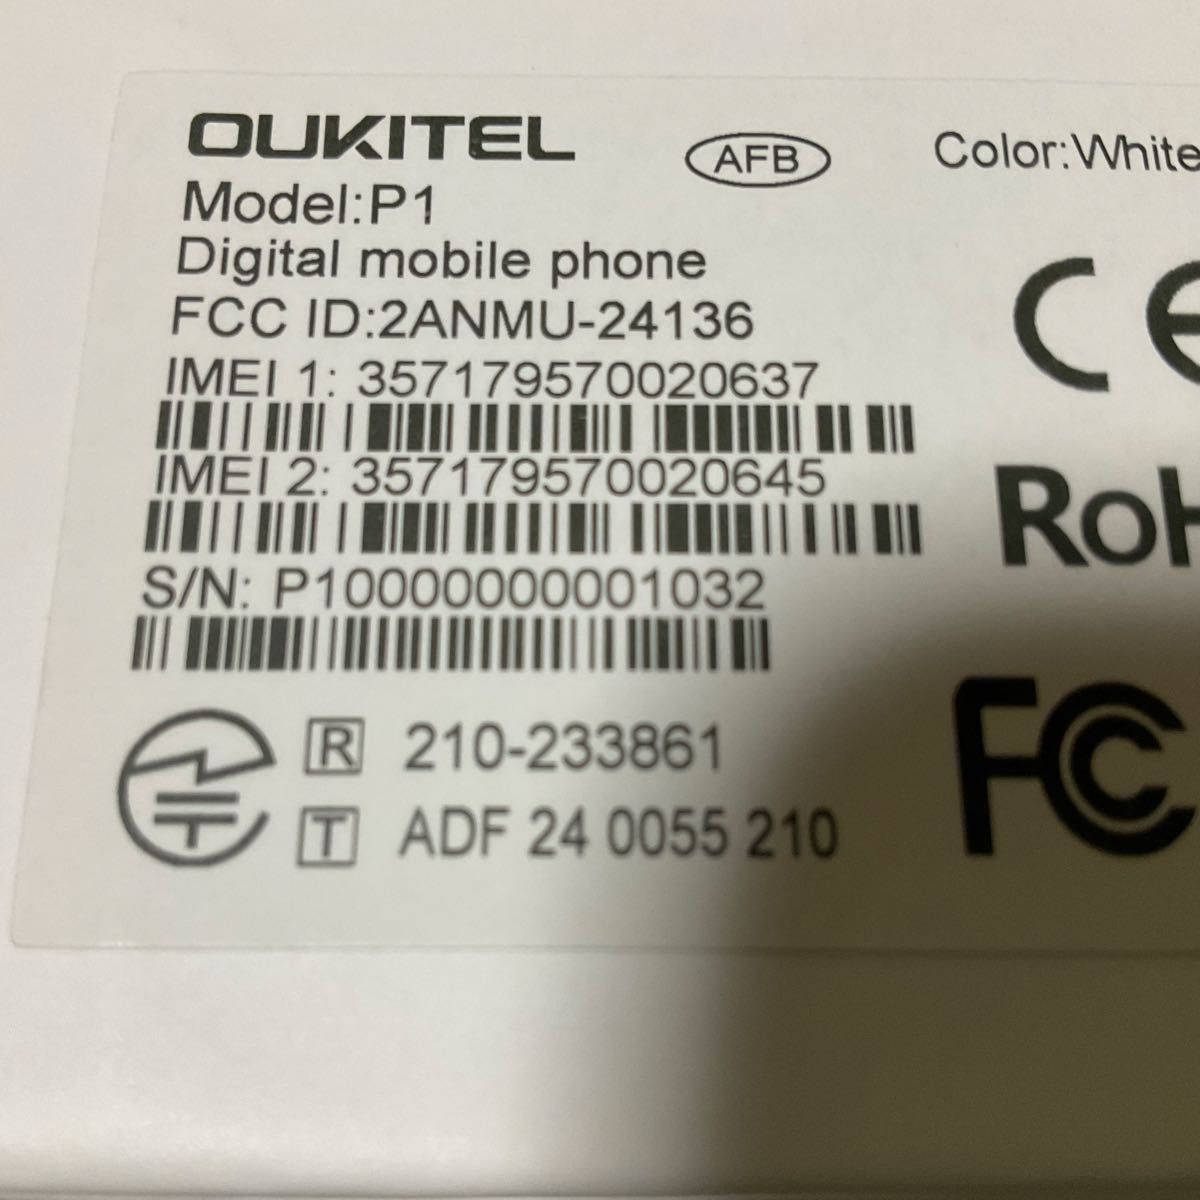 OUKITEL
AFB
Color:White
Model:P1
Digital mobile phone
FCC ID:2ANMU-24136
IMEI 1: 357179570020637
IMEI 2: 357179570020645
S/N: P100000000001032
CE
RoH
R 210-233861
T ADF 24 0055 210
FC